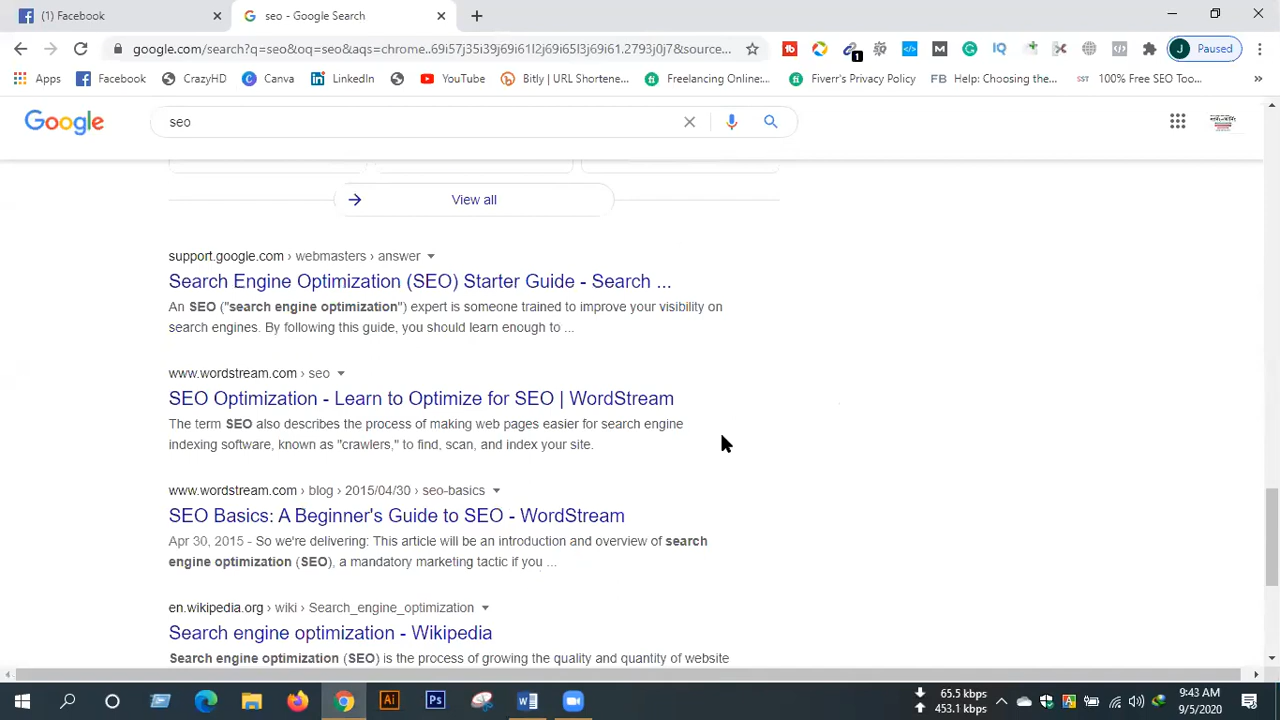 (1) Facebook
seo - Google Search
google.com/search?q=seo&oq=seo&aqs=chrome..69i57j35i39j69i61l2j69i65l3j69i61.2793j0j7&source...
1
J Paused
Apps Facebook CrazyHD Canva LinkedIn YouTube Bitly | URL Shortene... Freelancing Online:... Fiverr's Privacy Policy FB Help: Choosing the... SST 100% Free SEO Too... »
Google
seo
View all
support.google.com › webmasters › answer
Search Engine Optimization (SEO) Starter Guide - Search ...
An SEO ("search engine optimization") expert is someone trained to improve your visibility on
search engines. By following this guide, you should learn enough to ...
www.wordstream.com › seo
SEO Optimization - Learn to Optimize for SEO | WordStream
The term SEO also describes the process of making web pages easier for search engine
indexing software, known as "crawlers," to find, scan, and index your site.
www.wordstream.com › blog › 2015/04/30 › seo-basics
SEO Basics: A Beginner's Guide to SEO - WordStream
Apr 30, 2015 - So we're delivering: This article will be an introduction and overview of search
engine optimization (SEO), a mandatory marketing tactic if you ...
en.wikipedia.org › wiki › Search_engine_optimization
Search engine optimization - Wikipedia
Search engine optimization (SEO) is the process of growing the quality and quantity of website
Ai Ps
65.5 kbps
453.1 kbps
9:43 AM
9/5/2020